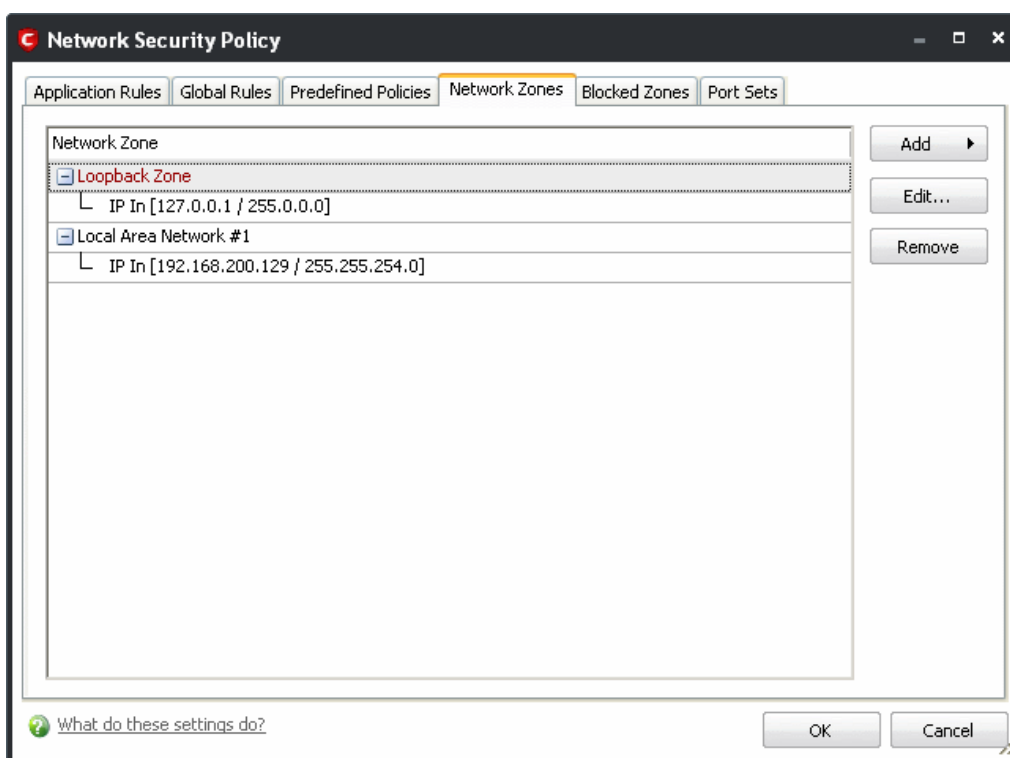 Network Security Policy
Application Rules Global Rules Predefined Policies Network Zones Blocked Zones Port Sets
Network Zone
Loopback Zone
IP In [127.0.0.1 / 255.0.0.0]
Local Area Network #1
IP In [192.168.200.129 / 255.255.254.0]
Add
Edit...
Remove
What do these settings do?
OK Cancel